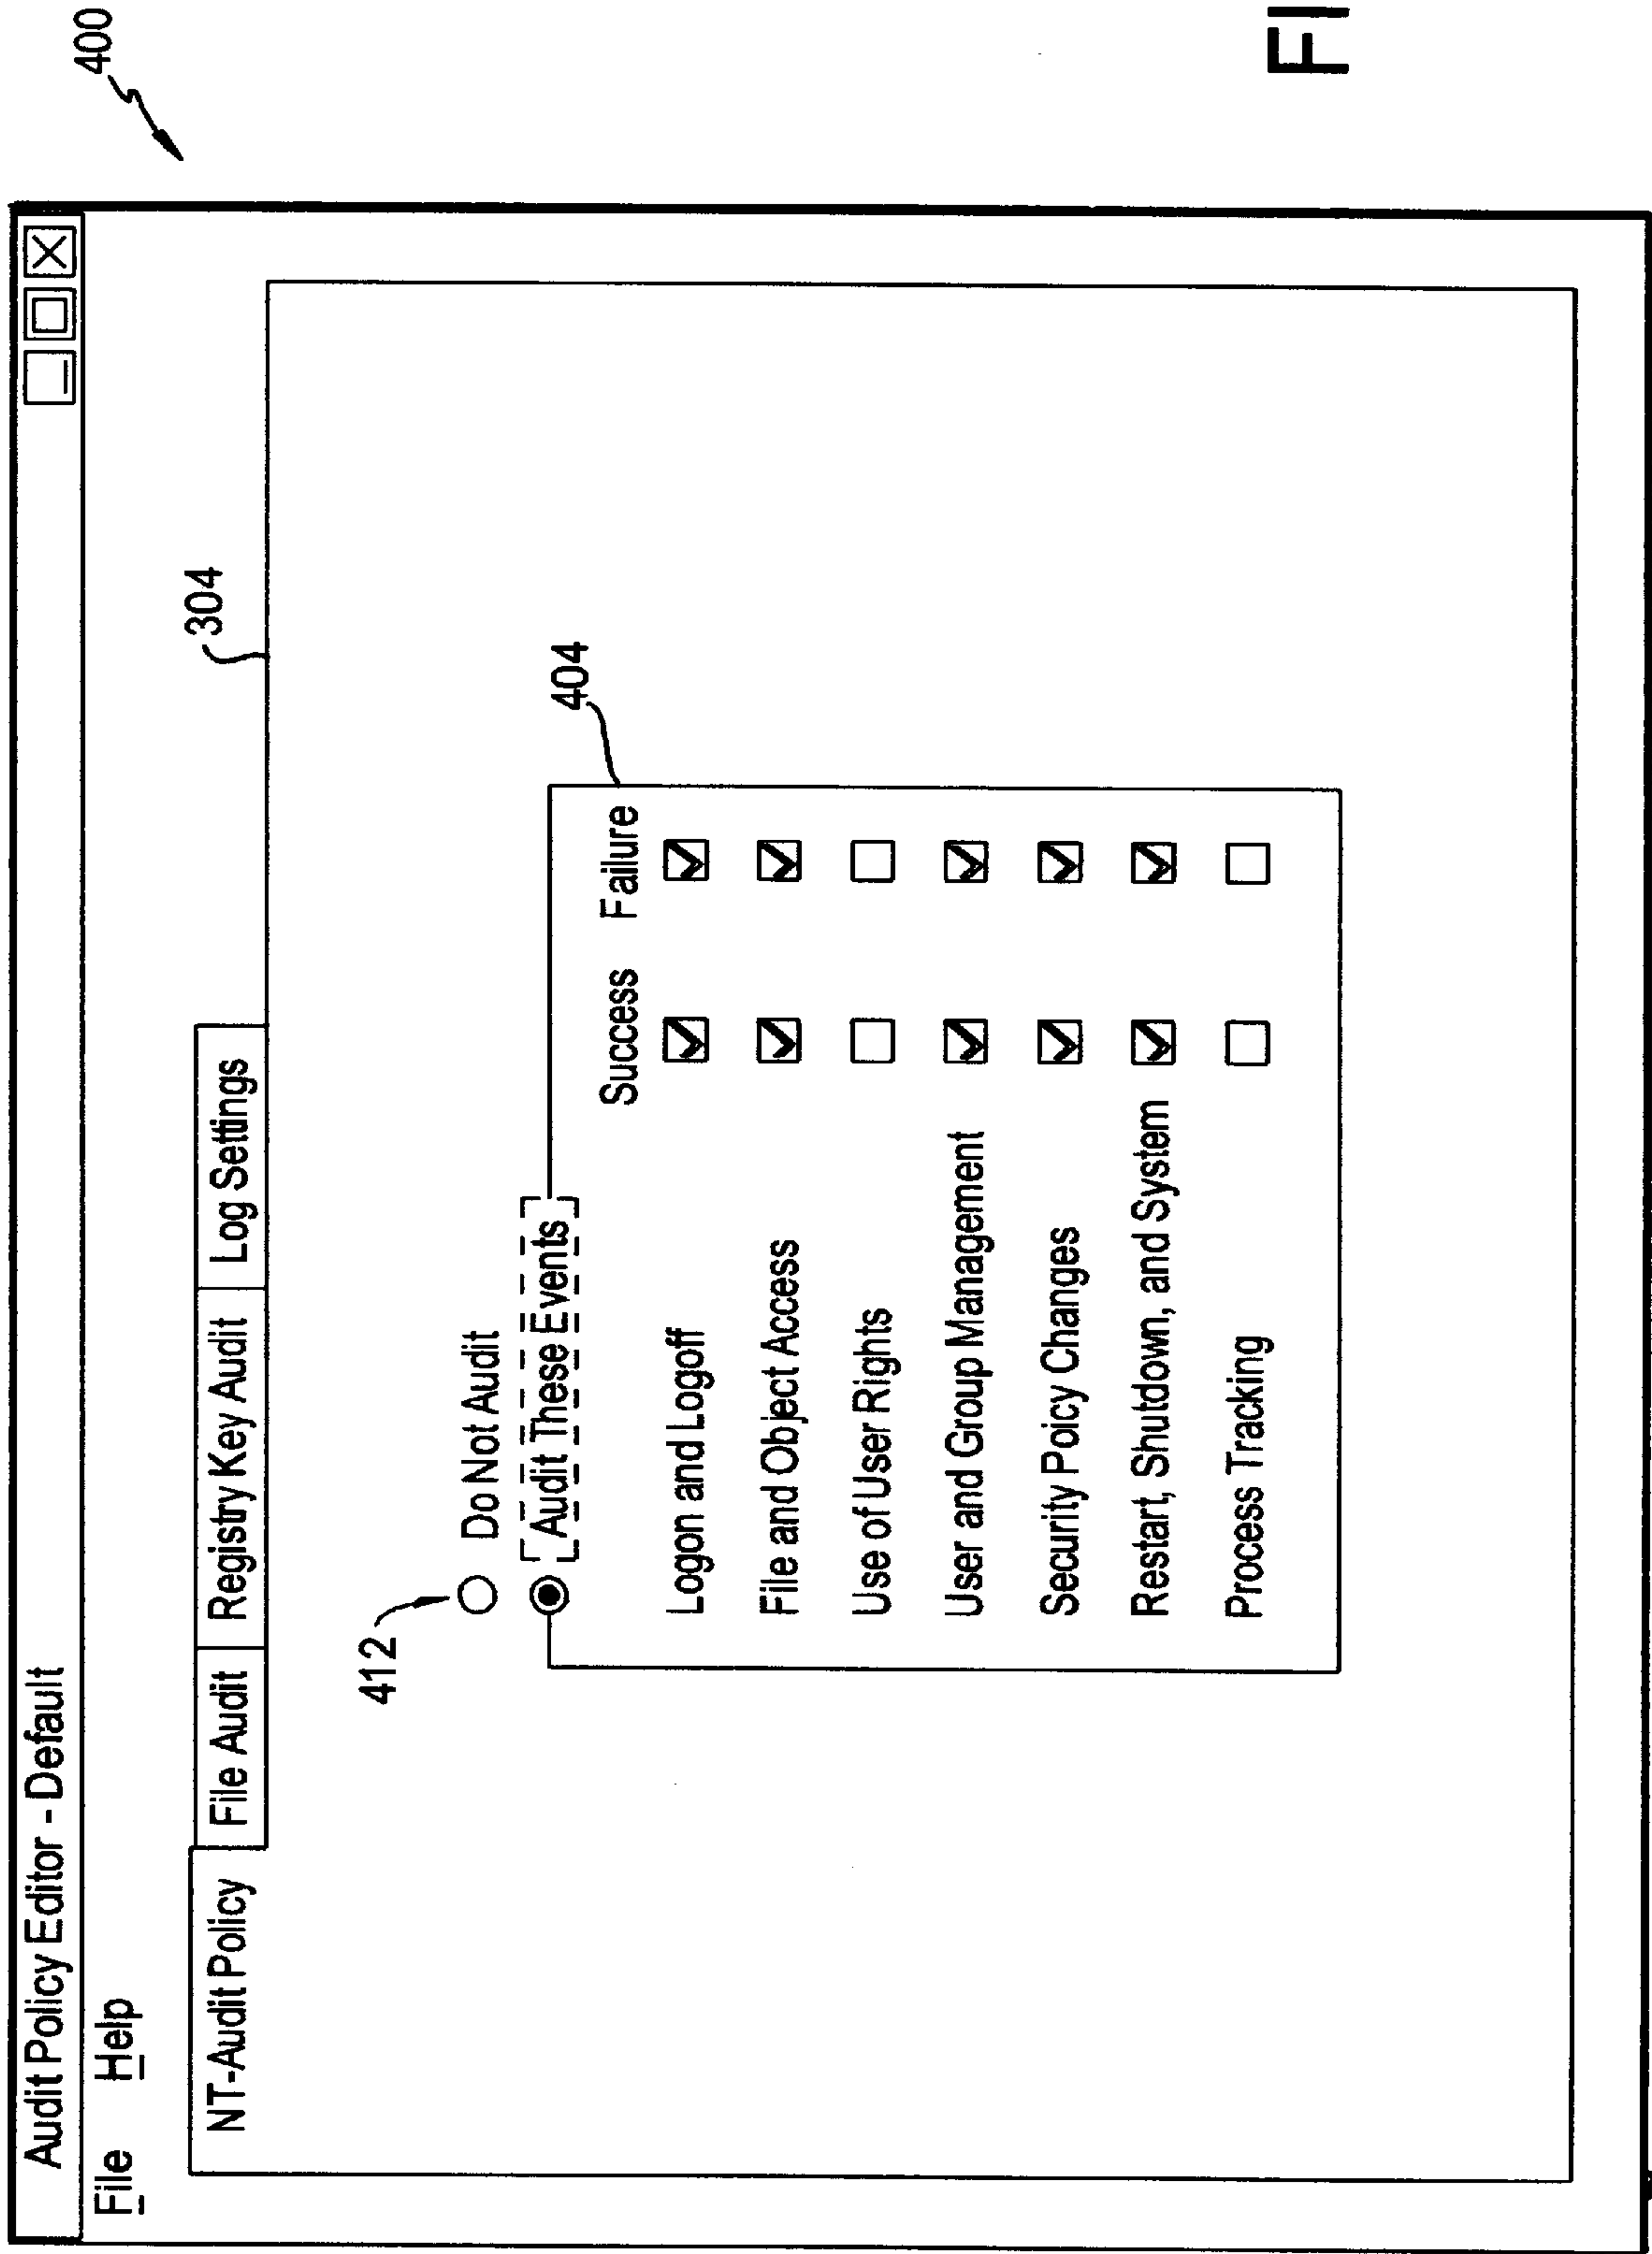 400
Audit Policy Editor - Default
File Help
304
NT-Audit Policy File Audit Registry Key Audit Log Settings
412
Do Not Audit
Audit These Events
404
Success Failure
Logon and Logoff
File and Object Access
Use of User Rights
User and Group Management
Security Poicy Changes
Restart, Shutdown, and System
Process Tracking
FI